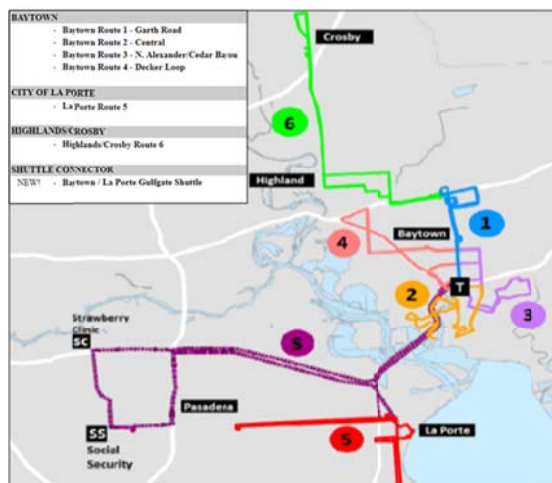 BAYTOWN
- Baytown Route 1 - Garth Road
- Baytown Route 2 - Central
- Baytown Route 3 - N. Alexander/Cedar Bayou
- Baytown Route 4 - Decker Loop
CITY OF LA PORTE
- La Porte Route 5
HIGHLANDS/CROSBY
- Highlands/Crosby Route 6
SHUTTLE CONNECTOR
NEW! - Baytown / La Porte Gulfgate Shuttle
Crosby
6
Highland
1
4
Baytown
T
2
3
Strawberry
Clinic
SC
S
Pasadena
SS
Social
Security
5
La Porte